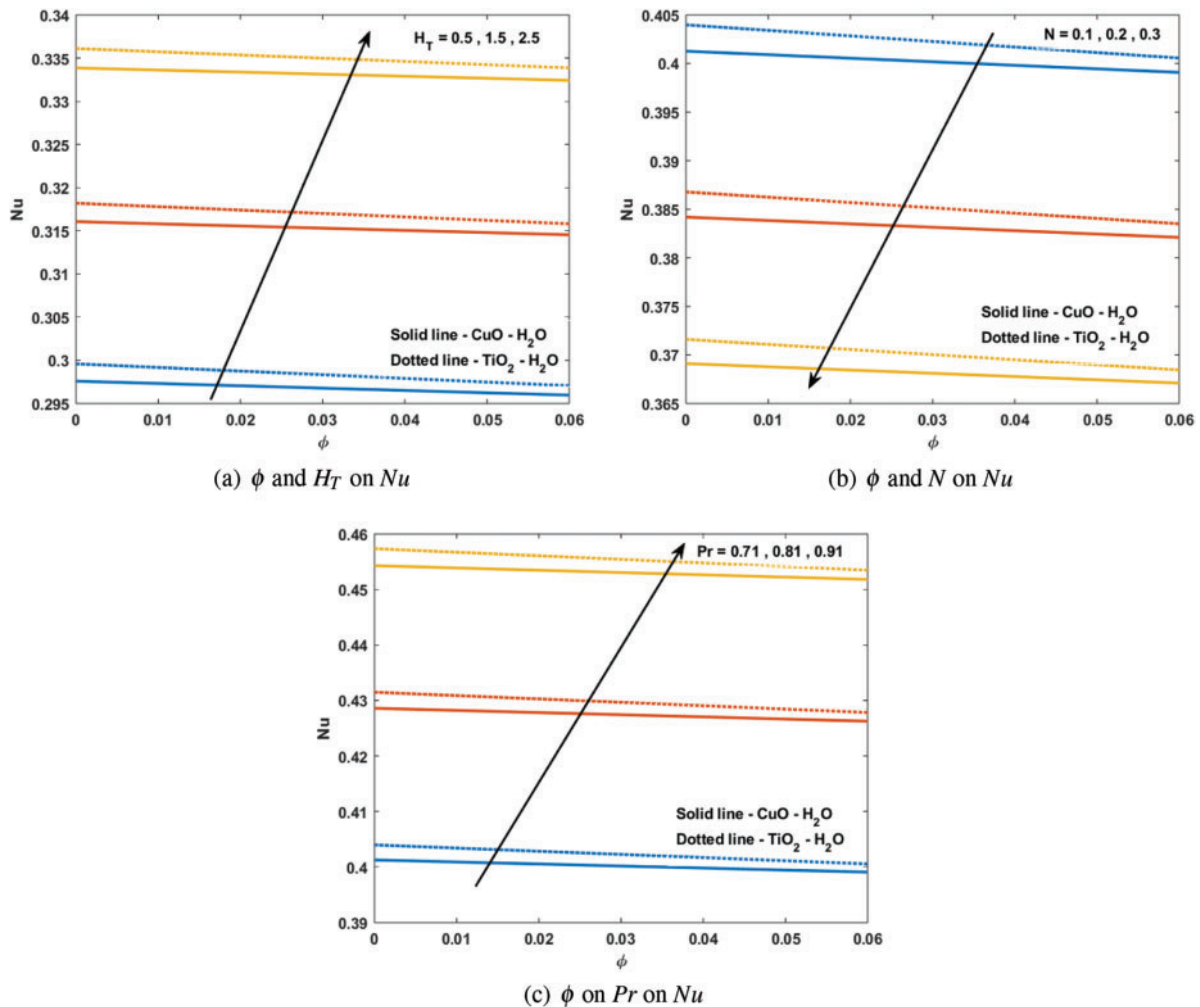 0.34
0.335
0.33
0.325
0.32
0.315
0.31
0.305
0.3
0.295
Nu
H_T = 0.5 , 1.5 , 2.5
Solid line - CuO - H₂O
Dotted line - TiO₂ - H₂O
0 0.01 0.02 0.03 0.04 0.05 0.06
ϕ
(a) ϕ and H_T on Nu
0.405
0.4
0.395
0.39
0.385
0.38
0.375
0.37
0.365
Nu
N = 0.1 , 0.2 , 0.3
Solid line - CuO - H₂O
Dotted line - TiO₂ - H₂O
0 0.01 0.02 0.03 0.04 0.05 0.06
ϕ
(b) ϕ and N on Nu
0.46
0.45
0.44
0.43
0.42
0.41
0.4
0.39
Nu
Pr = 0.71 , 0.81 , 0.91
Solid line - CuO - H₂O
Dotted line - TiO₂ - H₂O
0 0.01 0.02 0.03 0.04 0.05 0.06
ϕ
(c) ϕ on Pr on Nu